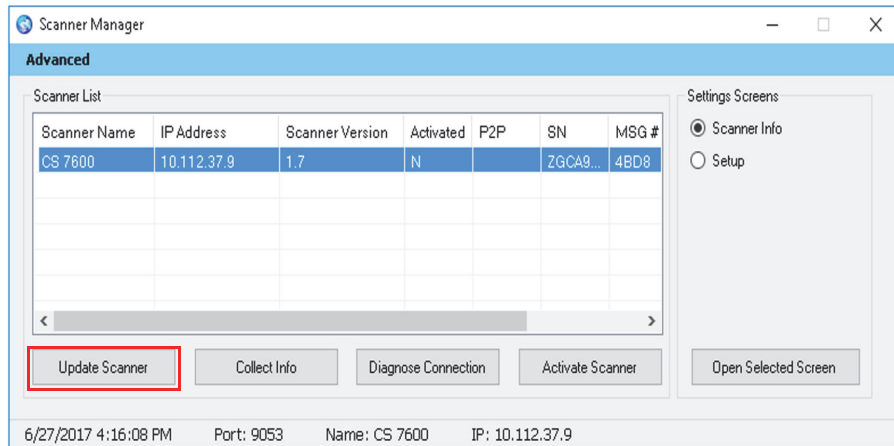 Scanner Manager
Advanced
Scanner List
Scanner Name IP Address Scanner Version Activated P2P SN MSG #
CS 7600 10.112.37.9 1.7 N ZGCA9... 4BD8
Update Scanner Collect Info Diagnose Connection Activate Scanner
Settings Screens
Scanner Info
Setup
Open Selected Screen
6/27/2017 4:16:08 PM Port: 9053 Name: CS 7600 IP: 10.112.37.9